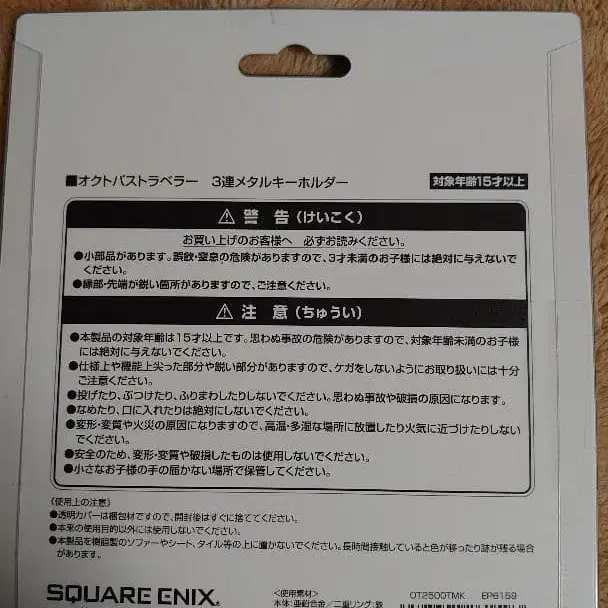 ■オクトパストラベラー　3連メタルキーホルダー　対象年齢15才以上
⚠ 警 告（けいこく）
お買い上げのお客様へ　必ずお読みください。
●小部品があります。誤飲・窒息の危険がありますので、3才未満のお子様には絶対に与えないで
ください。
●縁部・先端が鋭い箇所がありますので、ご注意ください。
⚠ 注 意（ちゅうい）
●本製品の対象年齢は15才以上です。思わぬ事故の危険がありますので、対象年齢未満のお子様
には絶対に与えないでください。
●仕様上や機能上尖った部分や鋭い部分がありますので、ケガをしないようにお取り扱いには十分
ご注意ください。
●投げたり、ぶつけたり、ふりまわしたりしないでください。思わぬ事故や破損の原因になります。
●なめたり、口に入れたりは絶対にしないでください。
●変形・変質や火災の原因になりますので、高温・多湿な場所に放置したり火気に近づけたりしない
でください。
●安全のため、変形・変質や破損したものは使用しないでください。
●小さなお子様の手の届かない場所で保管してください。
〈使用上の注意〉
●透明カバーは梱包材ですので、開封後はすぐに捨ててください。
●本来の使用目的以外には使用しないでください。
●本製品を樹脂製のソファーやシート、タイル等の上に置かないでください。長時間接触していると色が移ったり跡が残る場合
があります。
SQUARE ENIX.
〈使用素材〉
本体：亜鉛合金／二重リング：鉄
OT2500TMK　EP6159